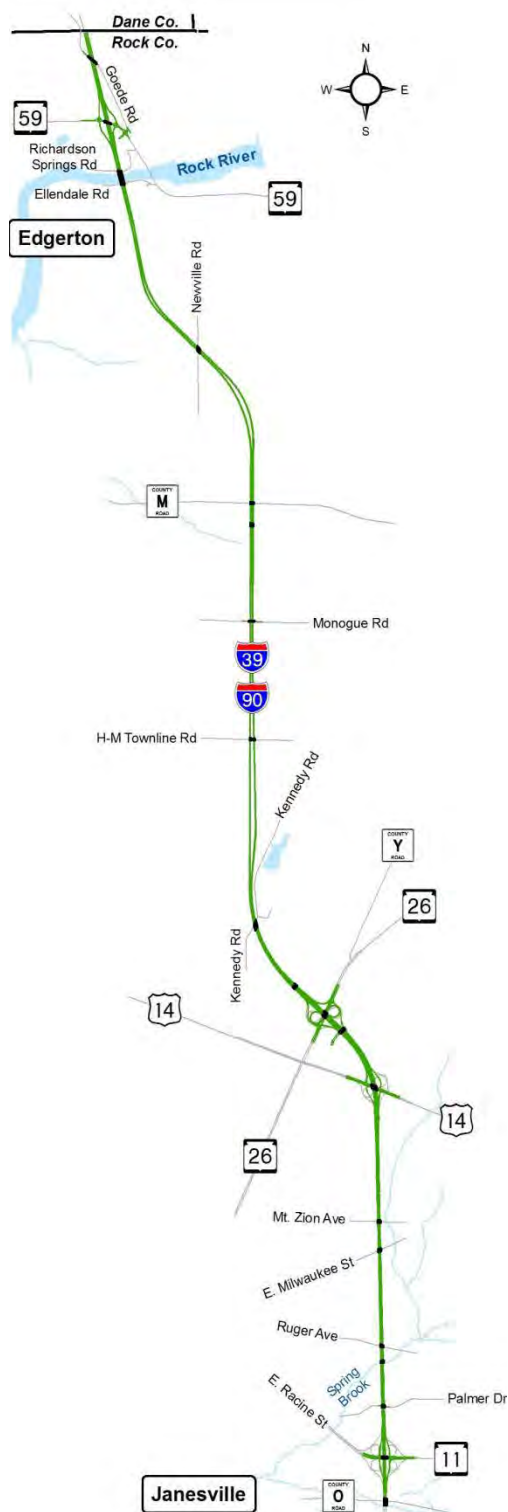 Dane Co.
Rock Co.
N
W
E
S
Goede Rd
59
Richardson
Springs Rd
Rock River
Ellendale Rd
59
Edgerton
Newville Rd
COUNTY
M
ROAD
Monogue Rd
39
90
H-M Townline Rd
Kennedy Rd
COUNTY
Y
ROAD
26
Kennedy Rd
14
14
26
Mt. Zion Ave
E. Milwaukee St
Ruger Ave
Spring
Brook
E. Racine St
Palmer Dr
11
Janesville
COUNTY
O
ROAD